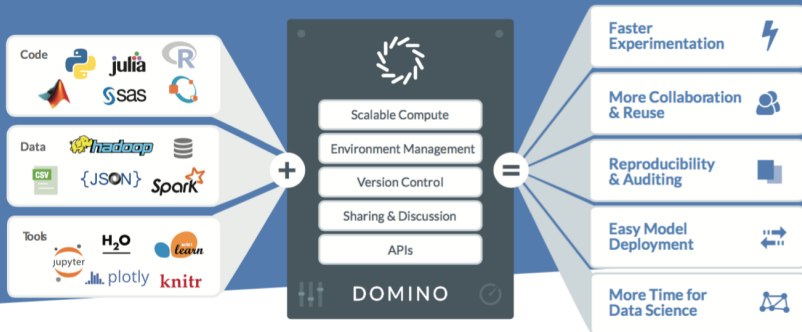 Code
julia
R
sas
Data
hadoop
CSV
{JSON}
Spark
Tools
H2O
jupyter
learn
plotly
knitr
+
Scalable Compute
Environment Management
Version Control
Sharing & Discussion
APIs
DOMINO
=
Faster
Experimentation
More Collaboration
& Reuse
Reproducibility
& Auditing
Easy Model
Deployment
More Time for
Data Science